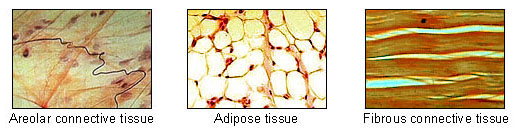 Areolar connective tissue
Adipose tissue
Fibrous connective tissue